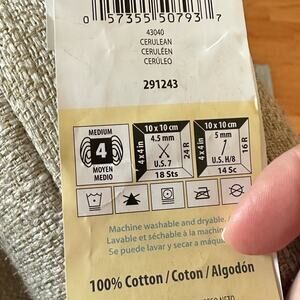 0 57355 50793 7
43040
CERULEAN
CERULÉEN
CERÚLEO
291243
MEDIUM
4
MOYEN
MEDIO
10 x 10 cm
4 x 4 in
4.5 mm
U.S. 7
24 R
18 Sts
10 x 10 cm
4 x 4 in
5 mm
U.S. H/8
16 R
14 Sc
Machine washable and dryable. /
Lavable et séchable à la machine
Se puede lavar y secar a máqui
100% Cotton / Coton / Algodón